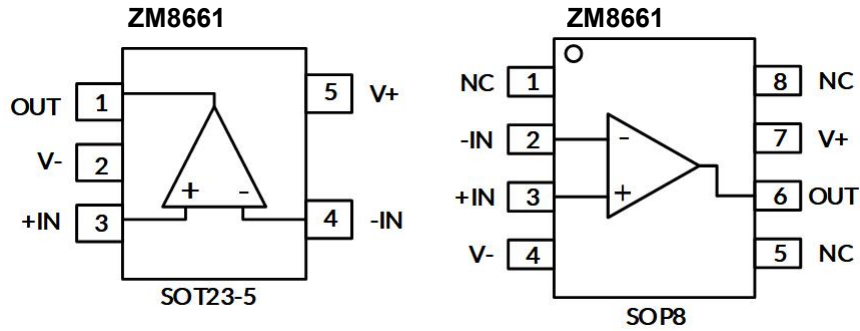 ZM8661
OUT 1
5 V+
V- 2
+IN 3
+ -
4 -IN
SOT23-5
ZM8661
NC 1
8 NC
-IN 2
-
7 V+
+IN 3
+
6 OUT
V- 4
5 NC
SOP8